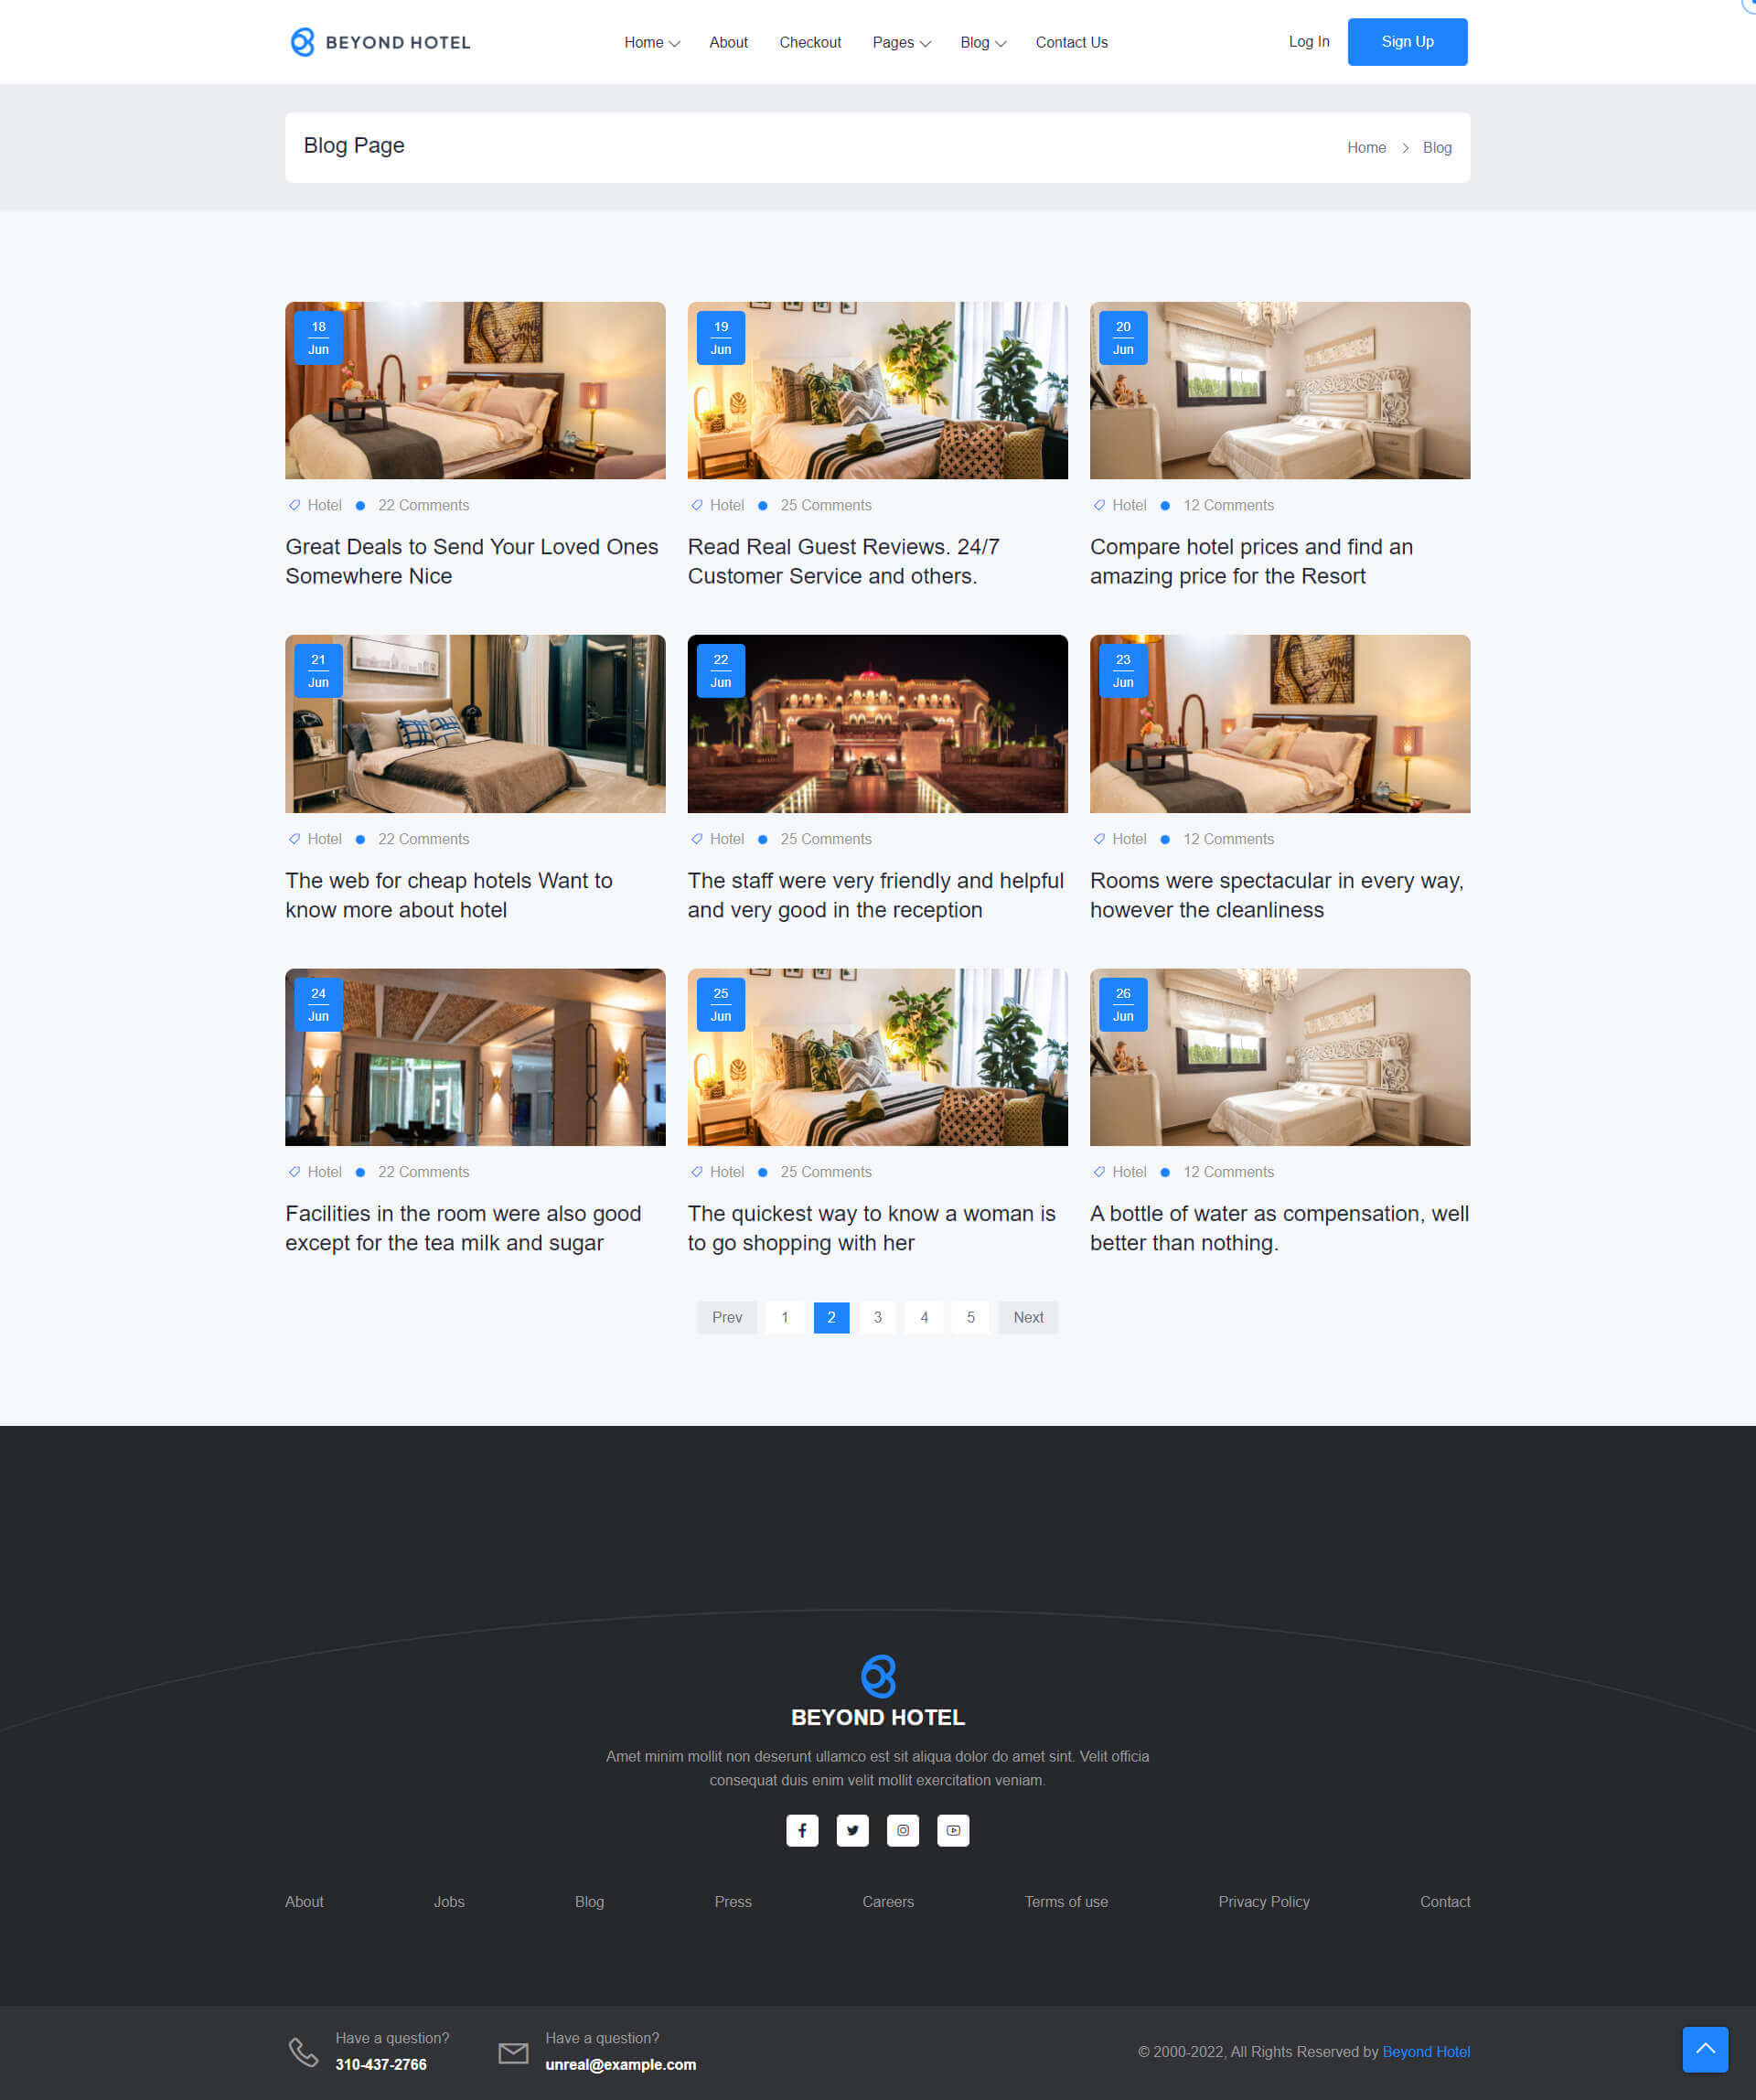 BEYOND HOTEL
Home About Checkout Pages Blog Contact Us
Log In Sign Up
Blog Page
Home Blog
18
Jun
19
Jun
20
Jun
Hotel 22 Comments
Great Deals to Send Your Loved Ones
Somewhere Nice
Hotel 25 Comments
Read Real Guest Reviews. 24/7
Customer Service and others.
Hotel 12 Comments
Compare hotel prices and find an
amazing price for the Resort
21
Jun
22
Jun
23
Jun
Hotel 22 Comments
The web for cheap hotels Want to
know more about hotel
Hotel 25 Comments
The staff were very friendly and helpful
and very good in the reception
Hotel 12 Comments
Rooms were spectacular in every way,
however the cleanliness
24
Jun
25
Jun
26
Jun
Hotel 22 Comments
Facilities in the room were also good
except for the tea milk and sugar
Hotel 25 Comments
The quickest way to know a woman is
to go shopping with her
Hotel 12 Comments
A bottle of water as compensation, well
better than nothing.
Prev 1 2 3 4 5 Next
BEYOND HOTEL
Amet minim mollit non deserunt ullamco est sit aliqua dolor do amet sint. Velit officia
consequat duis enim velit mollit exercitation veniam.
About Jobs Blog Press Careers Terms of use Privacy Policy Contact
Have a question?
310-437-2766
Have a question?
unreal@example.com
© 2000-2022, All Rights Reserved by Beyond Hotel